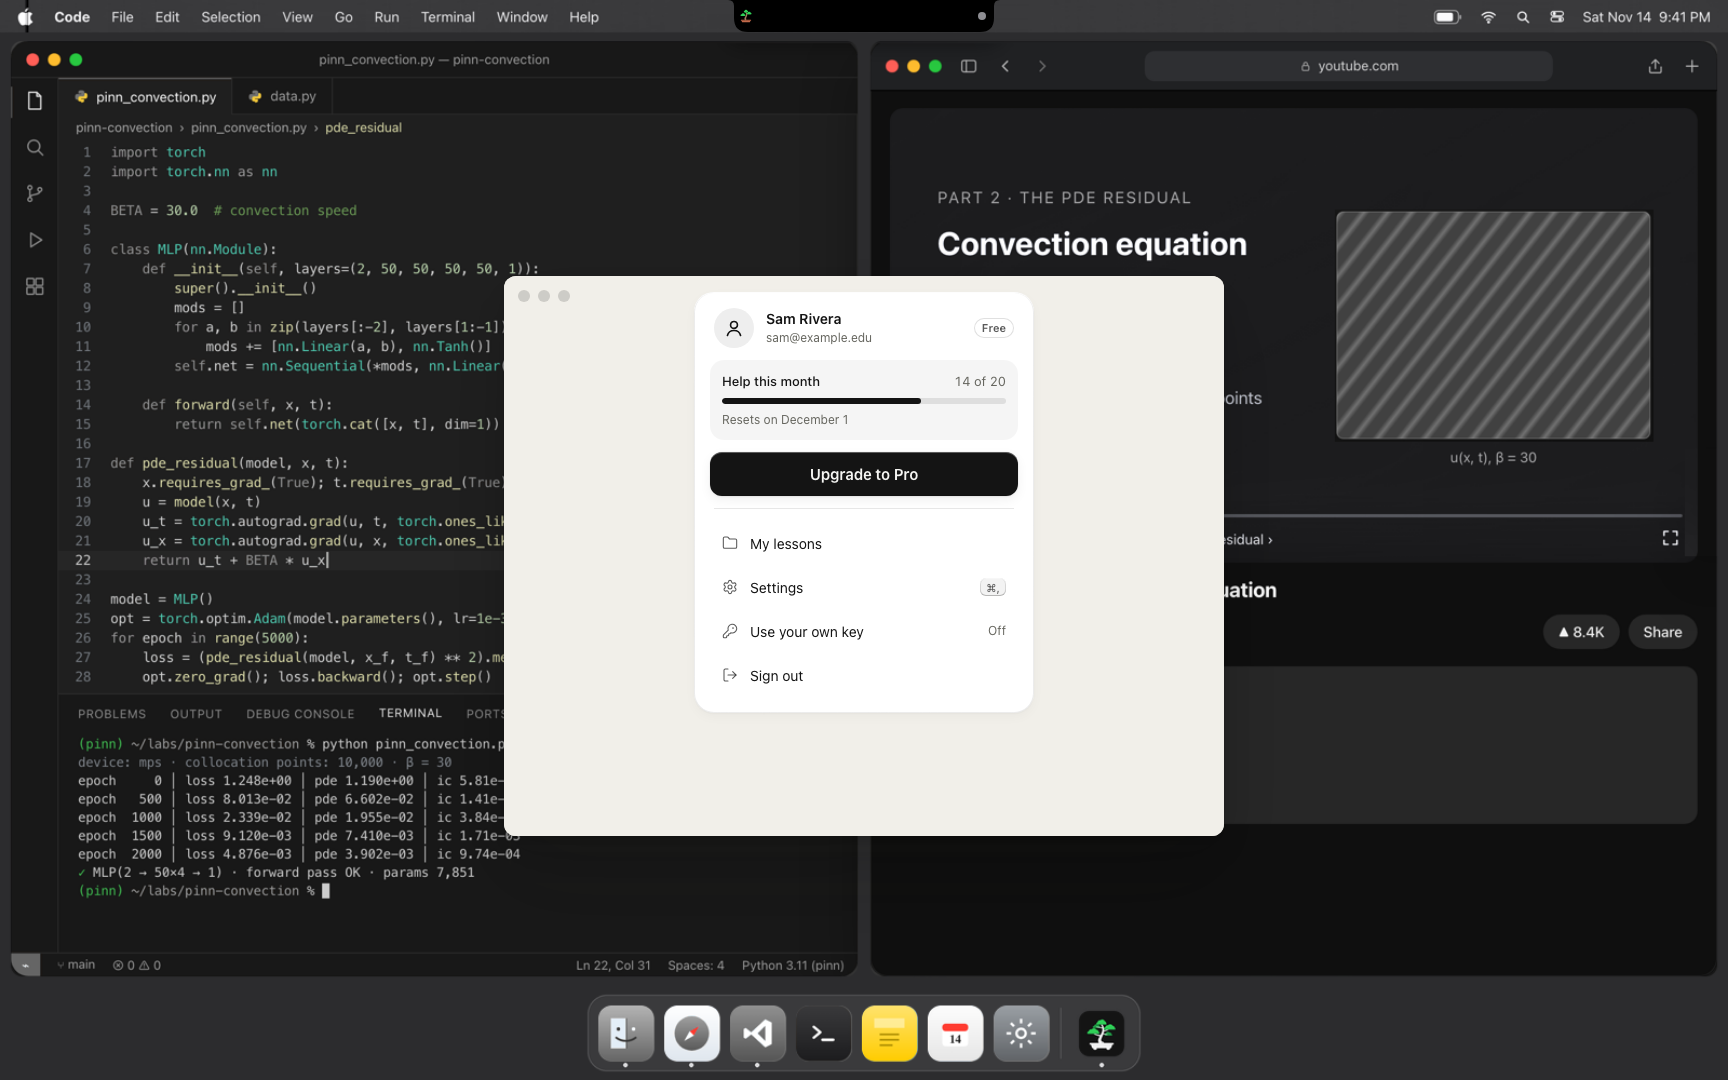 Code File Edit Selection View Go Run Terminal Window Help
Sat Nov 14 9:41 PM
pinn_convection.py — pinn-convection
pinn_convection.py
data.py
pinn-convection › pinn_convection.py › pde_residual
1 import torch
2 import torch.nn as nn
3
4 BETA = 30.0 # convection speed
5
6 class MLP(nn.Module):
7 def __init__(self, layers=(2, 50, 50, 50, 50, 1)):
8 super().__init__()
9 mods = []
10 for a, b in zip(layers[:-2], layers[1:-1])
11 mods += [nn.Linear(a, b), nn.Tanh()]
12 self.net = nn.Sequential(*mods, nn.Linear(
13
14 def forward(self, x, t):
15 return self.net(torch.cat([x, t], dim=1))
16
17 def pde_residual(model, x, t):
18 x.requires_grad_(True); t.requires_grad_(True)
19 u = model(x, t)
20 u_t = torch.autograd.grad(u, t, torch.ones_lik
21 u_x = torch.autograd.grad(u, x, torch.ones_lik
22 return u_t + BETA * u_x
23
24 model = MLP()
25 opt = torch.optim.Adam(model.parameters(), lr=1e-3
26 for epoch in range(5000):
27 loss = (pde_residual(model, x_f, t_f) ** 2).me
28 opt.zero_grad(); loss.backward(); opt.step()
PROBLEMS OUTPUT DEBUG CONSOLE TERMINAL PORTS
(pinn) ~/labs/pinn-convection % python pinn_convection.p
device: mps · collocation points: 10,000 · β = 30
epoch 0 │ loss 1.248e+00 │ pde 1.190e+00 │ ic 5.81e-
epoch 500 │ loss 8.013e-02 │ pde 6.602e-02 │ ic 1.41e-
epoch 1000 │ loss 2.339e-02 │ pde 1.955e-02 │ ic 3.84e-
epoch 1500 │ loss 9.120e-03 │ pde 7.410e-03 │ ic 1.71e-
epoch 2000 │ loss 4.876e-03 │ pde 3.902e-03 │ ic 9.74e-04
✓ MLP(2 → 50×4 → 1) · forward pass OK · params 7,851
(pinn) ~/labs/pinn-convection %
main 0 0
Ln 22, Col 31 Spaces: 4 Python 3.11 (pinn)
Sam Rivera
sam@example.edu
Free
Help this month 14 of 20
Resets on December 1
Upgrade to Pro
My lessons
Settings ⌘,
Use your own key Off
Sign out
youtube.com
PART 2 · THE PDE RESIDUAL
Convection equation
oints
u(x, t), β = 30
esidual ›
uation
▲ 8.4K
Share
14